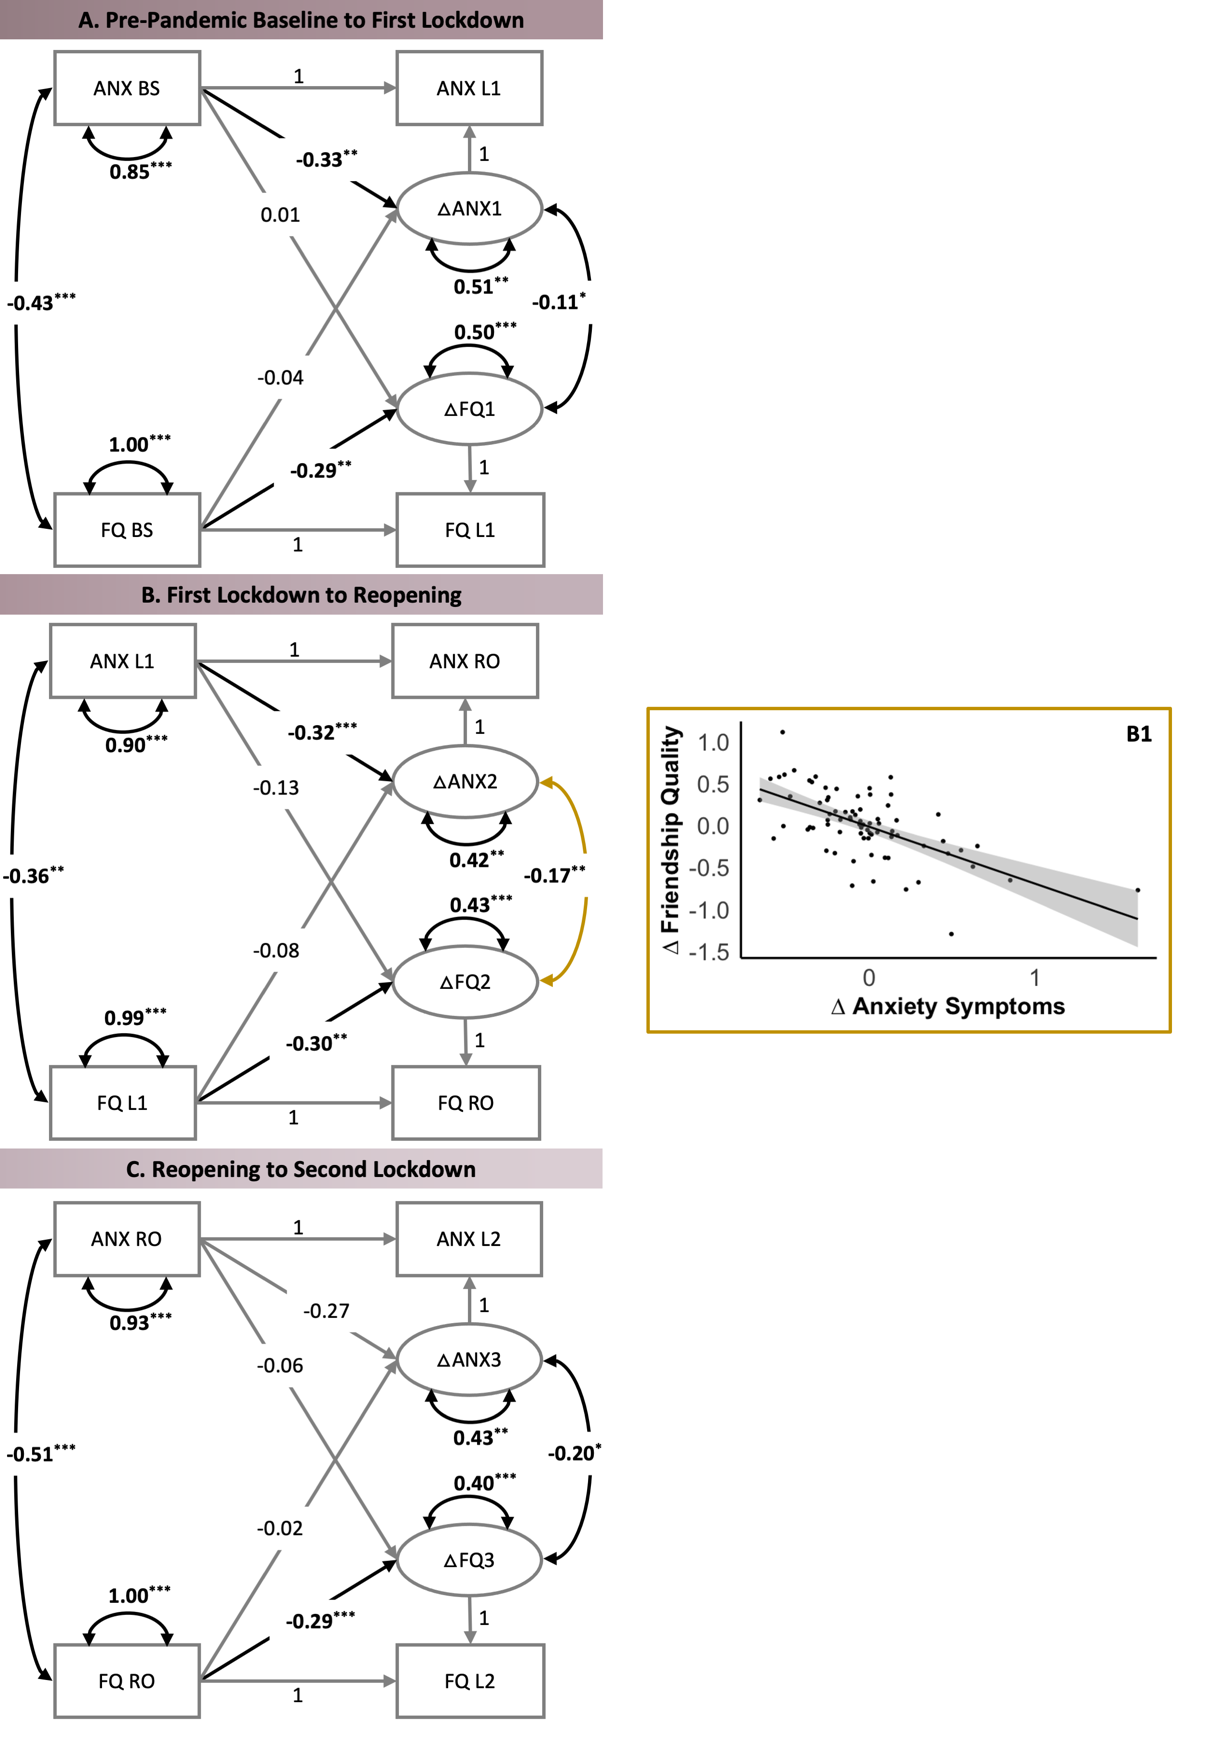 A. Pre-Pandemic Baseline to First Lockdown
ANX BS
1
ANX L1
0.85***
-0.33**
1
0.01
△ANX1
0.51**
-0.43***
-0.11*
0.50***
-0.04
△FQ1
1.00***
-0.29**
1
FQ BS
1
FQ L1
B. First Lockdown to Reopening
ANX L1
1
ANX RO
0.90***
-0.32***
1
-0.13
△ANX2
0.42**
-0.36**
-0.17**
0.43***
-0.08
△FQ2
0.99***
-0.30**
1
FQ L1
1
FQ RO
B1
Δ Friendship Quality
1.0
0.5
0.0
-0.5
-1.0
-1.5
0
1
Δ Anxiety Symptoms
C. Reopening to Second Lockdown
ANX RO
1
ANX L2
0.93***
-0.27
1
-0.06
△ANX3
0.43**
-0.51***
-0.20*
0.40***
-0.02
△FQ3
1.00***
-0.29***
1
FQ RO
1
FQ L2